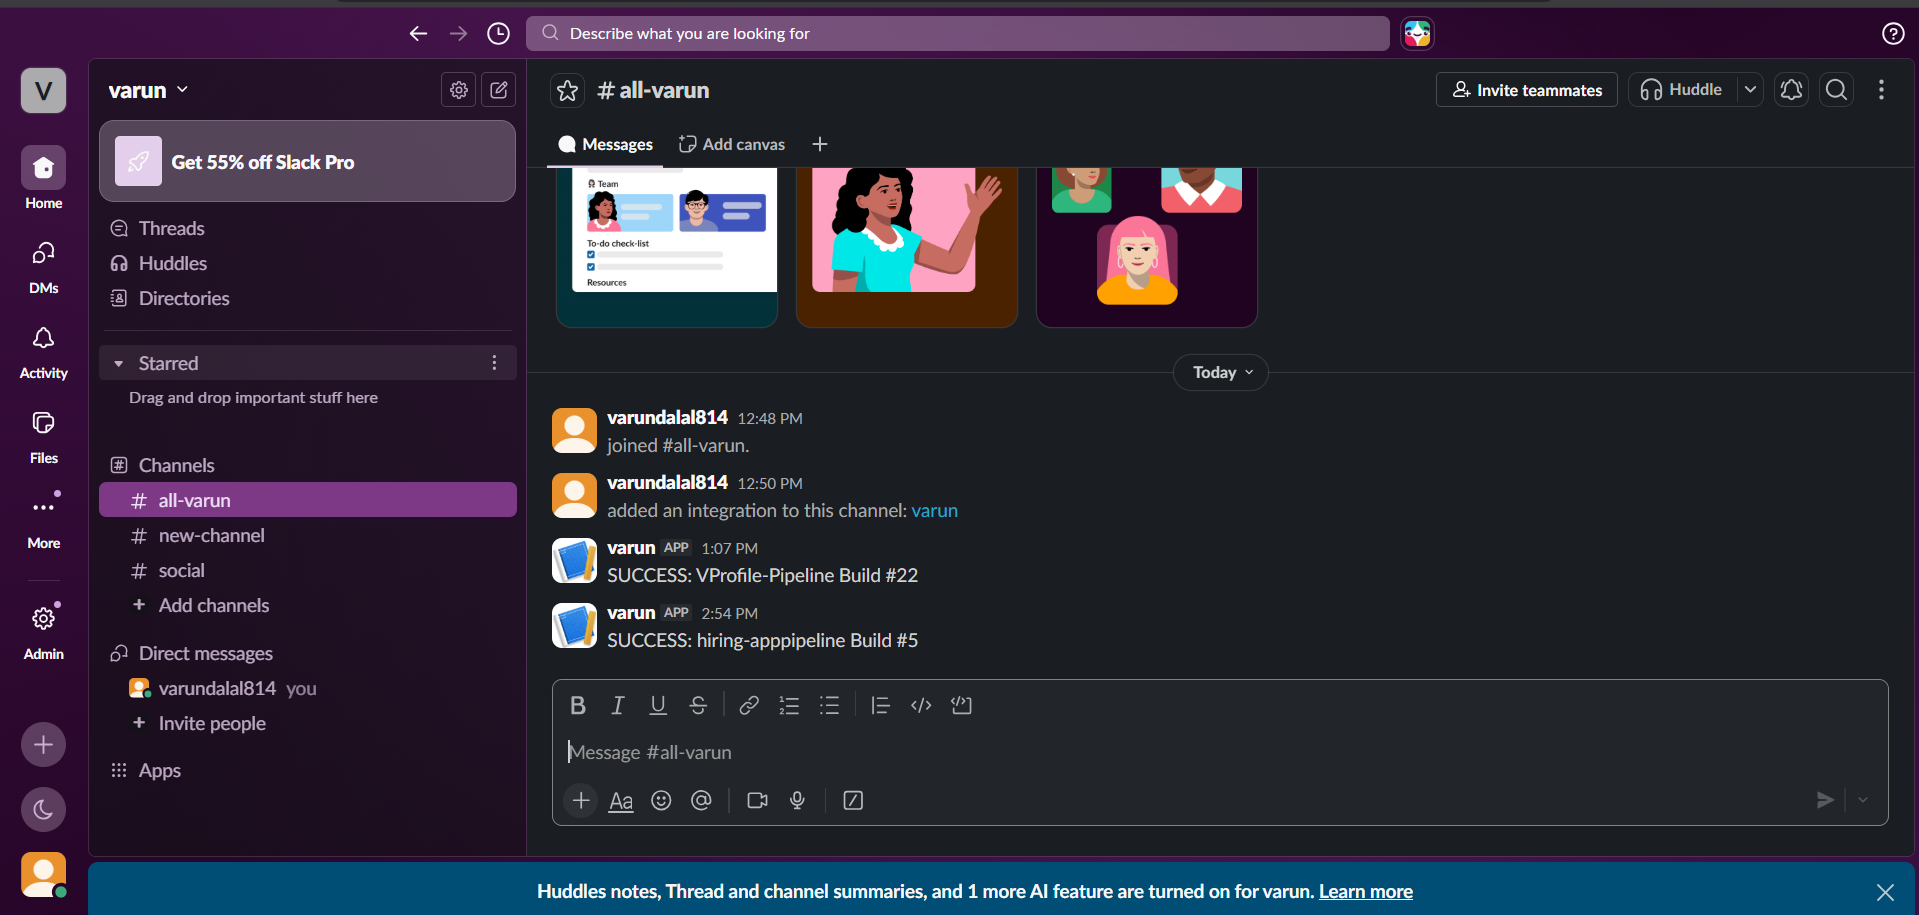 Describe what you are looking for
V
Home
DMs
Activity
Files
More
Admin
varun
Get 55% off Slack Pro
Threads
Huddles
Directories
Starred
Drag and drop important stuff here
Channels
# all-varun
# new-channel
# social
+ Add channels
Direct messages
varundalal814 you
+ Invite people
Apps
# all-varun
Invite teammates
Huddle
Messages
Add canvas
+
Team
To-do check-list
Resources
Today
varundalal814 12:48 PM
joined #all-varun.
varundalal814 12:50 PM
added an integration to this channel: varun
varun APP 1:07 PM
SUCCESS: VProfile-Pipeline Build #22
varun APP 2:54 PM
SUCCESS: hiring-apppipeline Build #5
B I U S
Message #all-varun
+ Aa @
Huddles notes, Thread and channel summaries, and 1 more AI feature are turned on for varun. Learn more